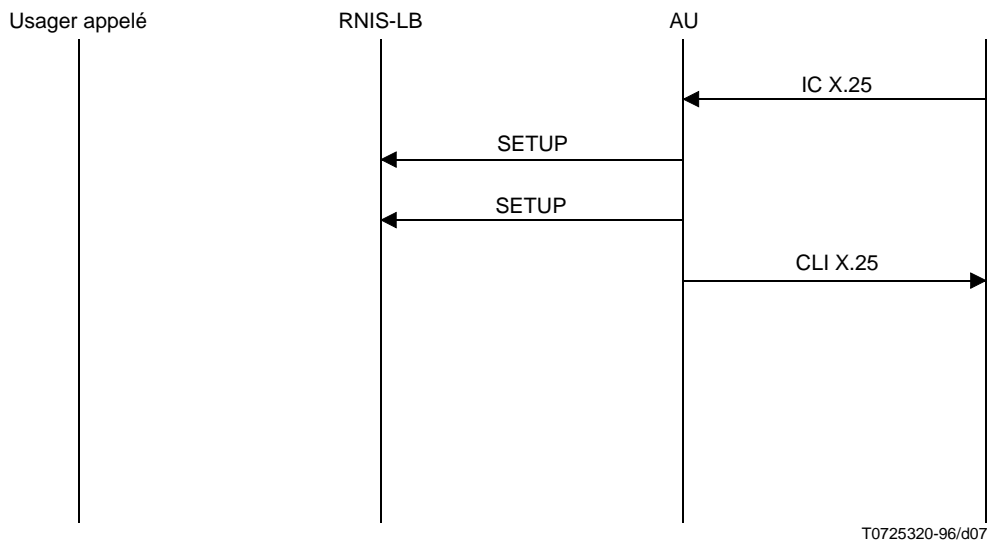 Usager appelé
RNIS-LB
AU
IC X.25
SETUP
SETUP
CLI X.25
T0725320-96/d07